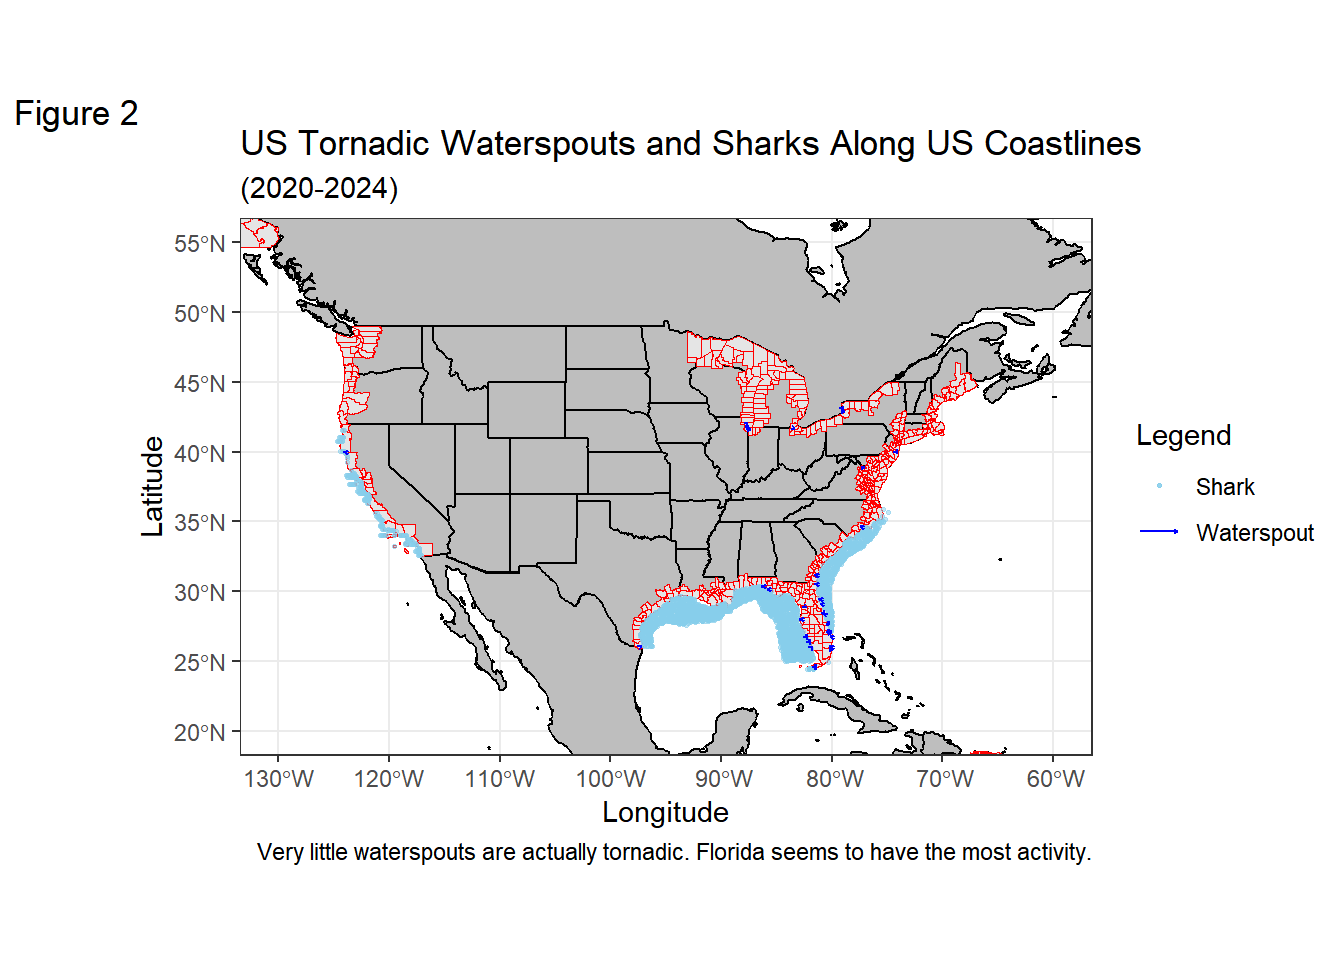 Figure 2
US Tornadic Waterspouts and Sharks Along US Coastlines
(2020-2024)
55°N
50°N
45°N
40°N
35°N
30°N
25°N
20°N
Latitude
130°W 120°W 110°W 100°W 90°W 80°W 70°W 60°W
Longitude
Very little waterspouts are actually tornadic. Florida seems to have the most activity.
Legend
Shark
Waterspout